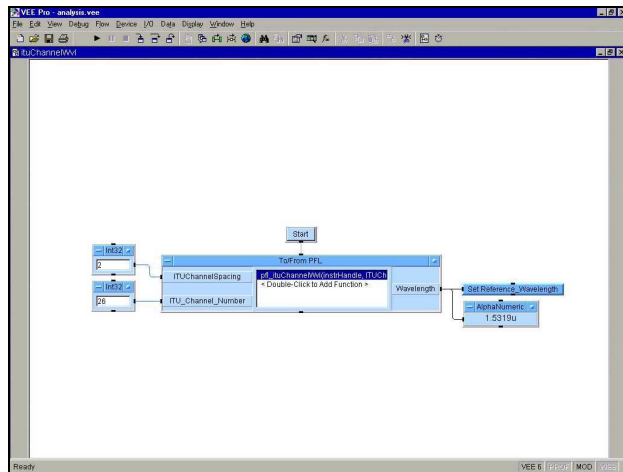 VEE Pro - analysis.vee
File Edit View Debug Flow Device I/O Data Display Window Help
ituChannelWvl
Start
Int32
2
Int32
26
To/From PFL
ITUChannelSpacing
ITU_Channel_Number
pfl_ituChannelWvl(instrHandle, ITUCh
< Double-Click to Add Function >
Wavelength
Set Reference_Wavelength
AlphaNumeric
1.5319u
Ready
VEE 6 PROF MOD WEB